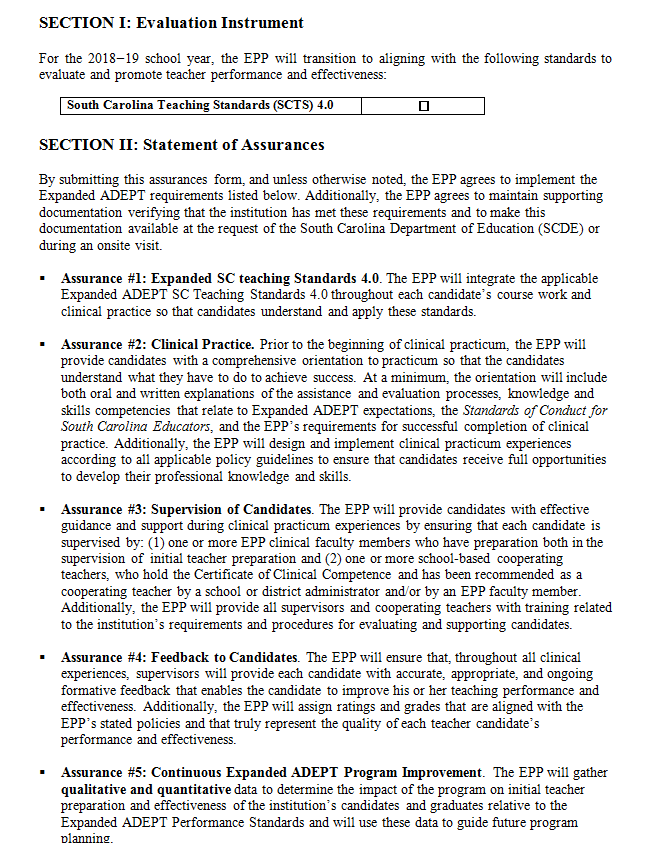 SECTION I: Evaluation Instrument
For the 2018–19 school year, the EPP will transition to aligning with the following standards to
evaluate and promote teacher performance and effectiveness:
South Carolina Teaching Standards (SCTS) 4.0 □
SECTION II: Statement of Assurances
By submitting this assurances form, and unless otherwise noted, the EPP agrees to implement the
Expanded ADEPT requirements listed below. Additionally, the EPP agrees to maintain supporting
documentation verifying that the institution has met these requirements and to make this
documentation available at the request of the South Carolina Department of Education (SCDE) or
during an onsite visit.
▪ Assurance #1: Expanded SC teaching Standards 4.0. The EPP will integrate the applicable
Expanded ADEPT SC Teaching Standards 4.0 throughout each candidate's course work and
clinical practice so that candidates understand and apply these standards.
▪ Assurance #2: Clinical Practice. Prior to the beginning of clinical practicum, the EPP will
provide candidates with a comprehensive orientation to practicum so that the candidates
understand what they have to do to achieve success. At a minimum, the orientation will include
both oral and written explanations of the assistance and evaluation processes, knowledge and
skills competencies that relate to Expanded ADEPT expectations, the Standards of Conduct for
South Carolina Educators, and the EPP's requirements for successful completion of clinical
practice. Additionally, the EPP will design and implement clinical practicum experiences
according to all applicable policy guidelines to ensure that candidates receive full opportunities
to develop their professional knowledge and skills.
▪ Assurance #3: Supervision of Candidates. The EPP will provide candidates with effective
guidance and support during clinical practicum experiences by ensuring that each candidate is
supervised by: (1) one or more EPP clinical faculty members who have preparation both in the
supervision of initial teacher preparation and (2) one or more school-based cooperating
teachers, who hold the Certificate of Clinical Competence and has been recommended as a
cooperating teacher by a school or district administrator and/or by an EPP faculty member.
Additionally, the EPP will provide all supervisors and cooperating teachers with training related
to the institution's requirements and procedures for evaluating and supporting candidates.
▪ Assurance #4: Feedback to Candidates. The EPP will ensure that, throughout all clinical
experiences, supervisors will provide each candidate with accurate, appropriate, and ongoing
formative feedback that enables the candidate to improve his or her teaching performance and
effectiveness. Additionally, the EPP will assign ratings and grades that are aligned with the
EPP's stated policies and that truly represent the quality of each teacher candidate's
performance and effectiveness.
▪ Assurance #5: Continuous Expanded ADEPT Program Improvement. The EPP will gather
qualitative and quantitative data to determine the impact of the program on initial teacher
preparation and effectiveness of the institution's candidates and graduates relative to the
Expanded ADEPT Performance Standards and will use these data to guide future program
planning.